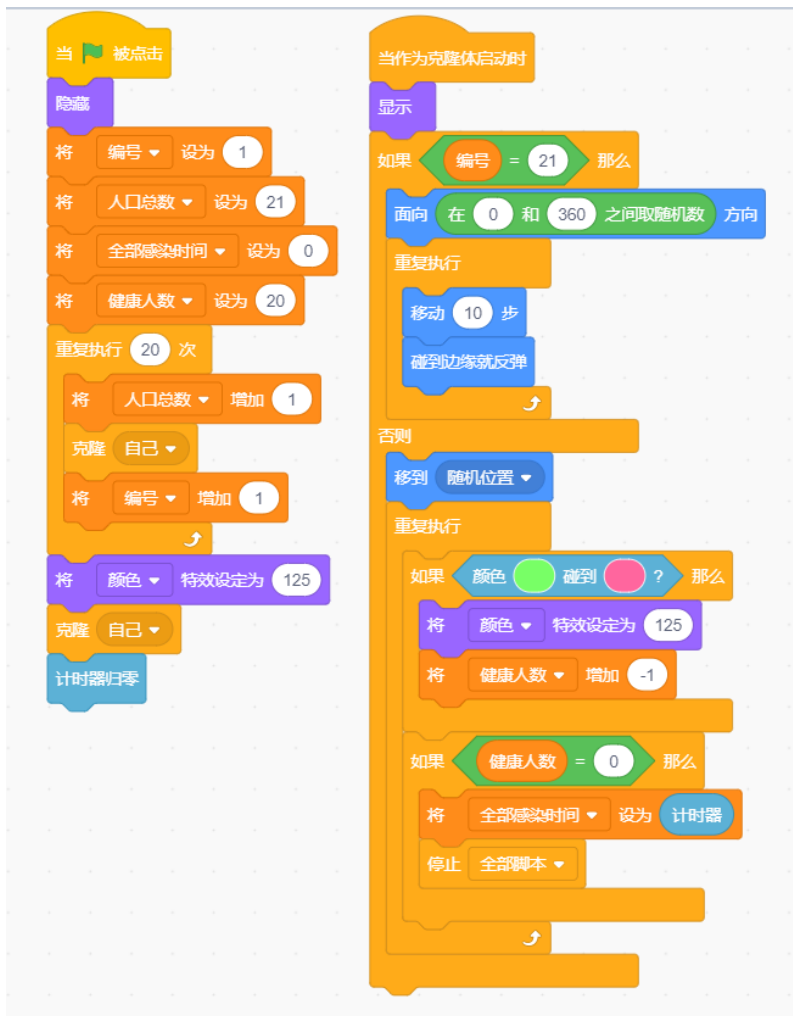 当 被点击
隐藏
将 编号 设为 1
将 人口总数 设为 21
将 全部感染时间 设为 0
将 健康人数 设为 20
重复执行 20 次
将 人口总数 增加 1
克隆 自己
将 编号 增加 1
将 颜色 特效设定为 125
克隆 自己
计时器归零
当作为克隆体启动时
显示
如果 编号 = 21 那么
面向 在 0 和 360 之间取随机数 方向
重复执行
移动 10 步
碰到边缘就反弹
否则
移到 随机位置
重复执行
如果 颜色 碰到 ? 那么
将 颜色 特效设定为 125
将 健康人数 增加 -1
如果 健康人数 = 0 那么
将 全部感染时间 设为 计时器
停止 全部脚本